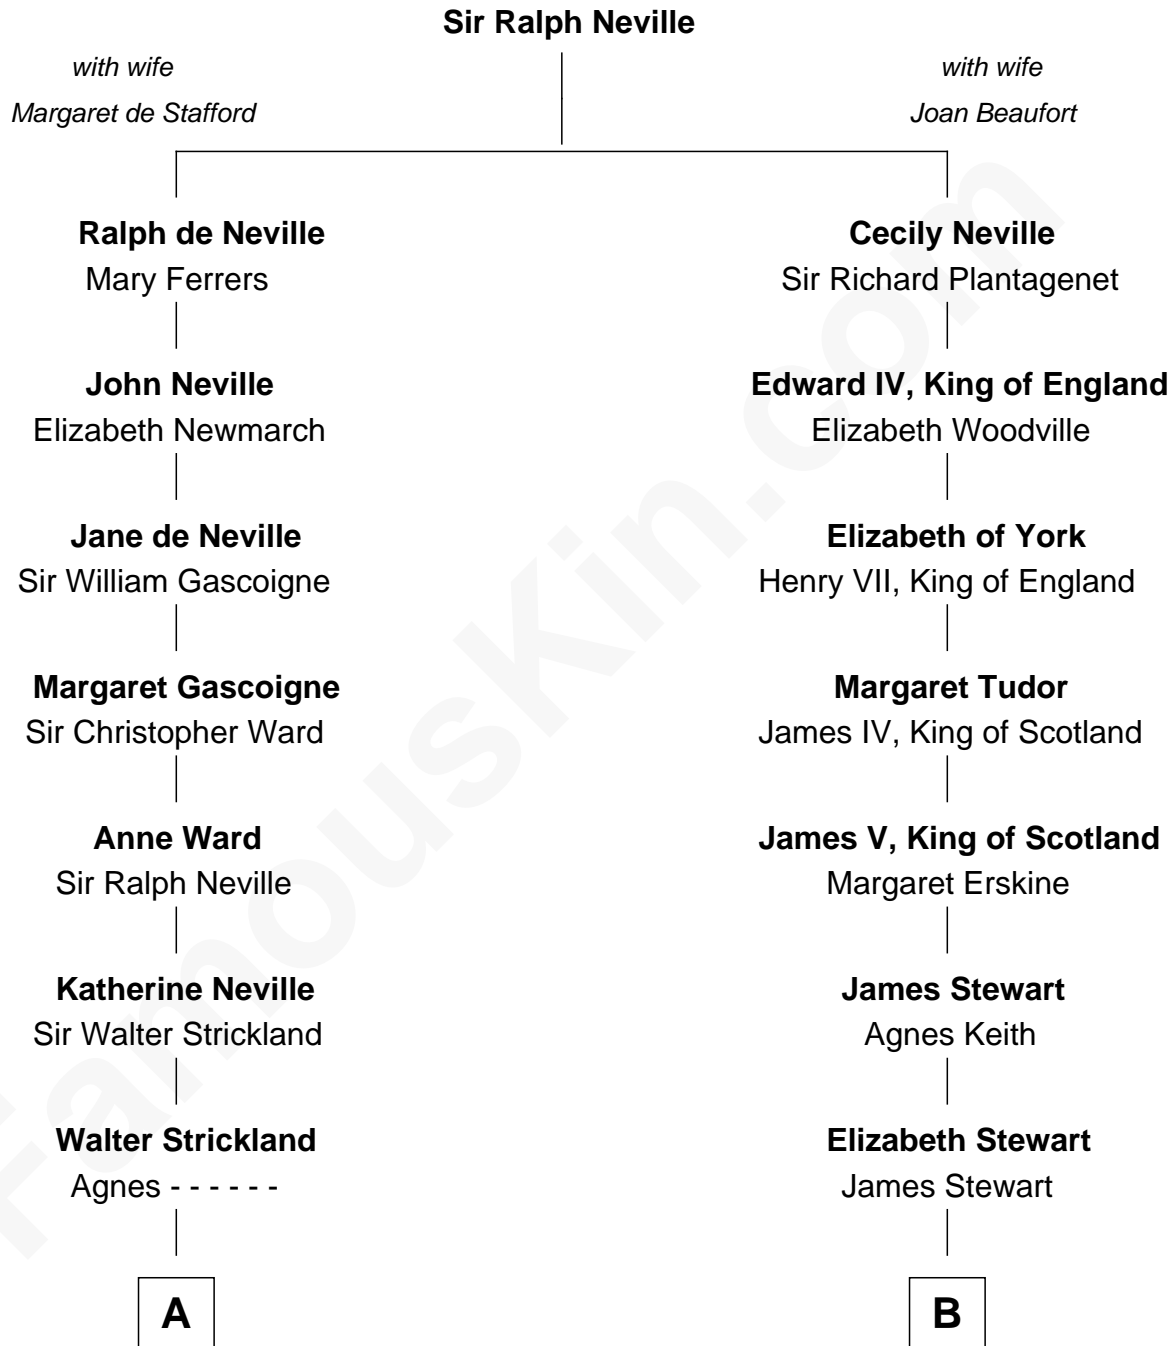 Sir Ralph Neville
with wife
Margaret de Stafford
with wife
Joan Beaufort
Ralph de Neville
Mary Ferrers
Cecily Neville
Sir Richard Plantagenet
John Neville
Elizabeth Newmarch
Edward IV, King of England
Elizabeth Woodville
Jane de Neville
Sir William Gascoigne
Elizabeth of York
Henry VII, King of England
Margaret Gascoigne
Sir Christopher Ward
Margaret Tudor
James IV, King of Scotland
Anne Ward
Sir Ralph Neville
James V, King of Scotland
Margaret Erskine
Katherine Neville
Sir Walter Strickland
James Stewart
Agnes Keith
Walter Strickland
Agnes - - - - - -
Elizabeth Stewart
James Stewart
A
B
FamousKin.com